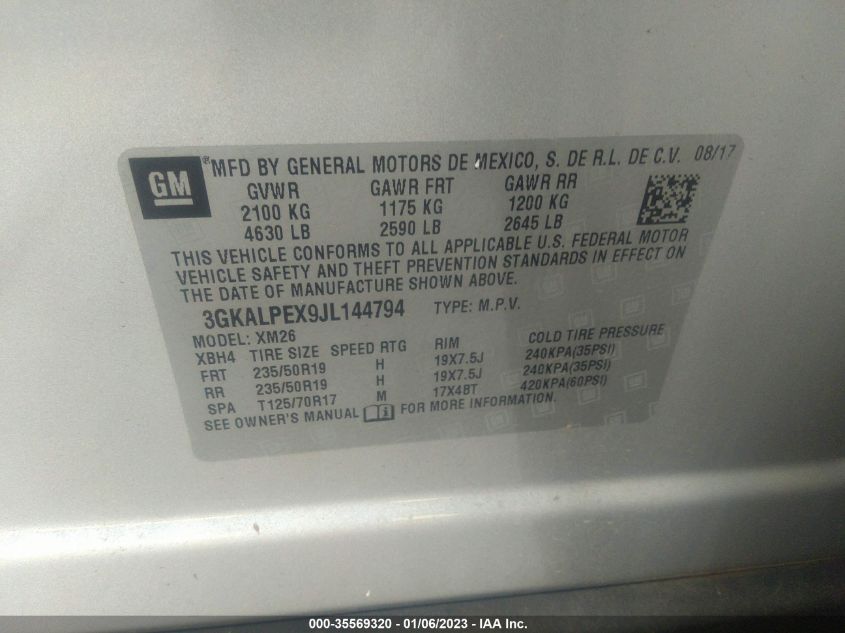 GM
®MFD BY GENERAL MOTORS DE MEXICO, S. DE R.L. DE C.V. 08/17
GVWR GAWR FRT GAWR RR
2100 KG 1175 KG 1200 KG
4630 LB 2590 LB 2645 LB
THIS VEHICLE CONFORMS TO ALL APPLICABLE U.S. FEDERAL MOTOR
VEHICLE SAFETY AND THEFT PREVENTION STANDARDS IN EFFECT ON
THE DATE OF MANUFACTURE SHOWN ABOVE.
3GKALPEX9JL144794 TYPE: M.P.V.
MODEL: XM26
XBH4 TIRE SIZE SPEED RTG RIM COLD TIRE PRESSURE
FRT 235/50R19 H 19X7.5J 240KPA(35PSI)
RR 235/50R19 H 19X7.5J 240KPA(35PSI)
SPA T125/70R17 M 17X4BT 420KPA(60PSI)
SEE OWNER'S MANUAL i FOR MORE INFORMATION.
000-35569320 - 01/06/2023 - IAA Inc.